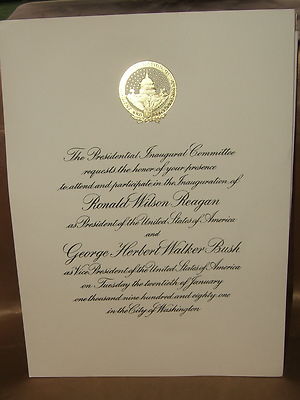 The Presidential Inaugural Committee
requests the honor of your presence
to attend and participate in the Inauguration of
Ronald Wilson Reagan
as President of the United States of America
and
George Herbert Walker Bush
as Vice President of the United States of America
on Tuesday the twentieth of January
one thousand nine hundred and eighty one
in the City of Washington